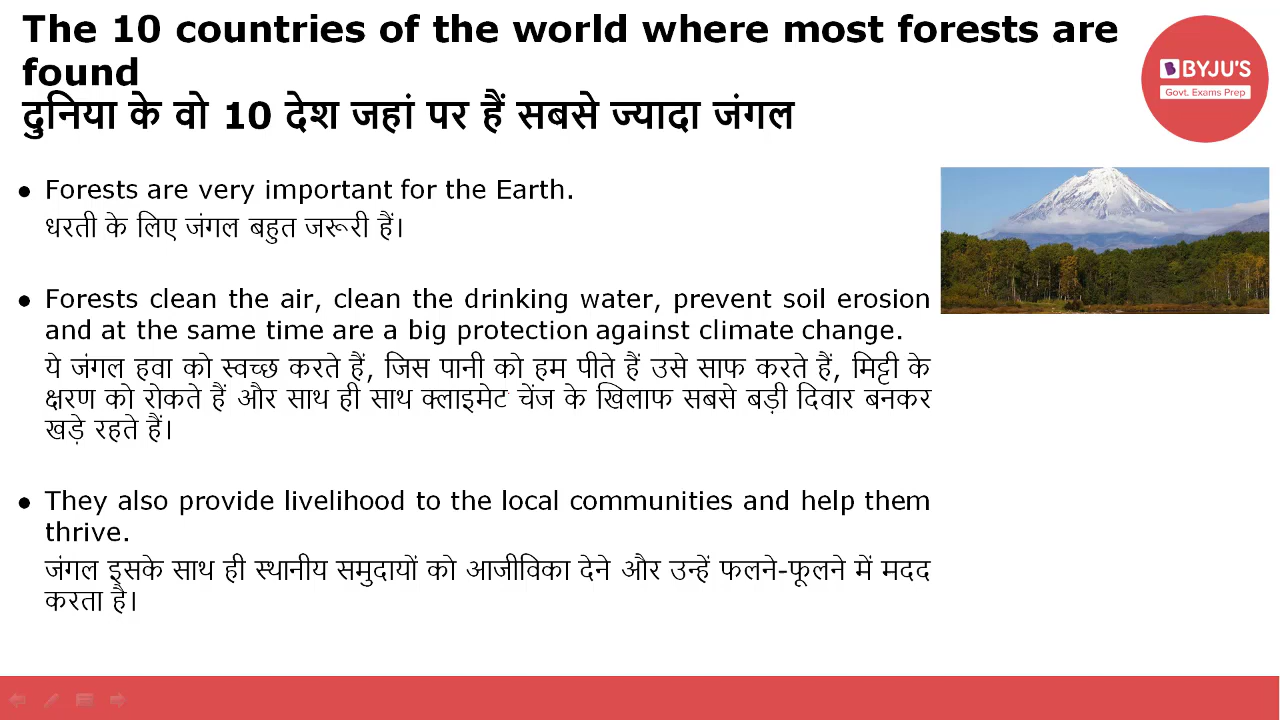 The 10 countries of the world where most forests are
found
दुनिया के वो 10 देश जहां पर हैं सबसे ज्यादा जंगल
BYJU'S
Govt. Exams Prep
● Forests are very important for the Earth.
धरती के लिए जंगल बहुत जरूरी हैं।
● Forests clean the air, clean the drinking water, prevent soil erosion
and at the same time are a big protection against climate change.
ये जंगल हवा को स्वच्छ करते हैं, जिस पानी को हम पीते हैं उसे साफ करते हैं, मिट्टी के
क्षरण को रोकते हैं और साथ ही साथ क्लाइमेट चेंज के खिलाफ सबसे बड़ी दिवार बनकर
खड़े रहते हैं।
● They also provide livelihood to the local communities and help them
thrive.
जंगल इसके साथ ही स्थानीय समुदायों को आजीविका देने और उन्हें फलने-फूलने में मदद
करता है।